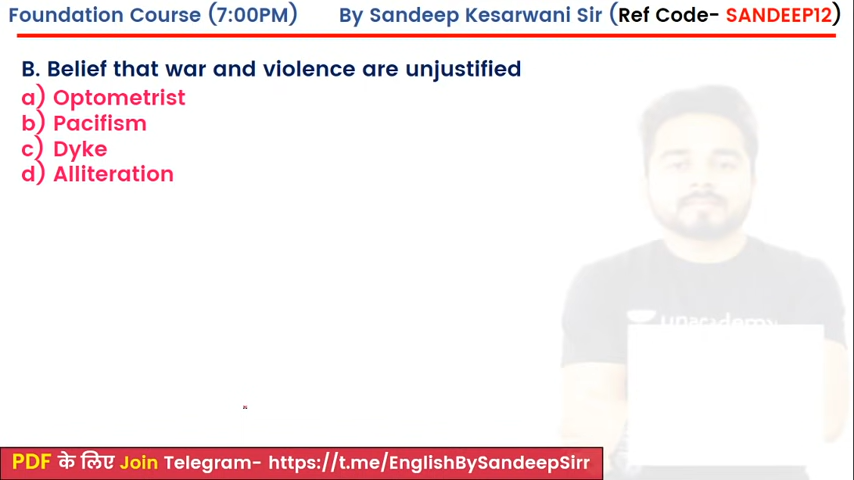 Foundation Course (7:00PM) By Sandeep Kesarwani Sir (Ref Code- SANDEEP12)
B. Belief that war and violence are unjustified
a) Optometrist
b) Pacifism
c) Dyke
d) Alliteration
unacademy
PDF के लिए Join Telegram- https://t.me/EnglishBySandeepSirr